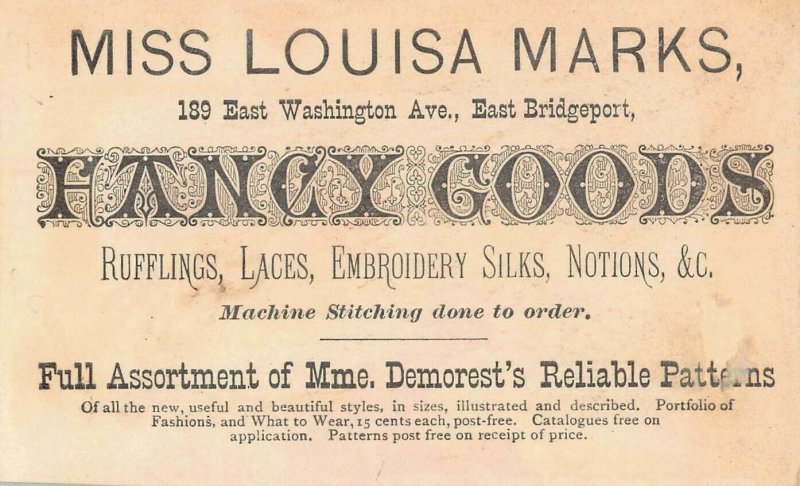 MISS LOUISA MARKS,
189 East Washington Ave., East Bridgeport,
FANCY GOODS
RUFFLINGS, LACES, EMBROIDERY SILKS, NOTIONS, &C.
Machine Stitching done to order.
Full Assortment of Mme. Demorest's Reliable Patterns
Of all the new, useful and beautiful styles, in sizes, illustrated and described. Portfolio of
Fashions, and What to Wear, 15 cents each, post-free. Catalogues free on
application. Patterns post free on receipt of price.